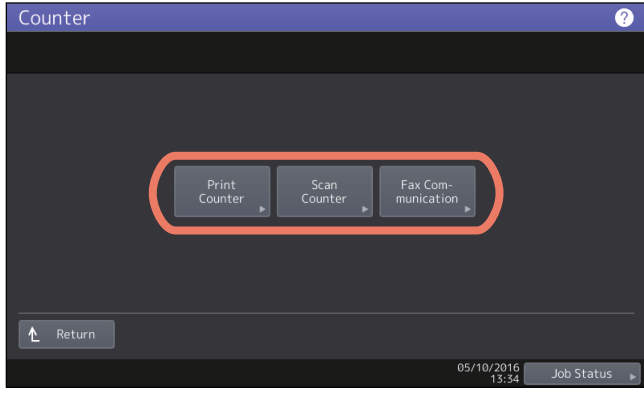 Counter
?
Print
Counter
Scan
Counter
Fax Com-
munication
Return
05/10/2016
13:34
Job Status